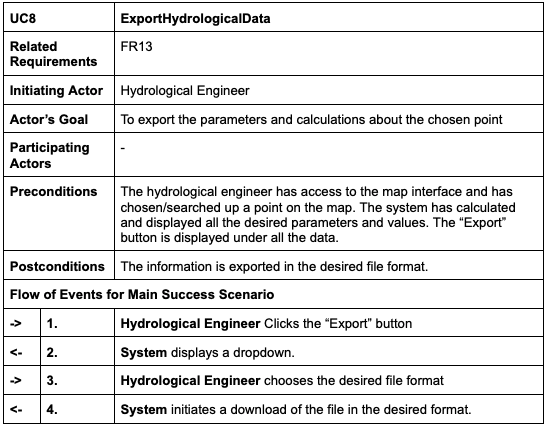 UC8 ExportHydrologicalData
Related Requirements FR13
Initiating Actor Hydrological Engineer
Actor’s Goal To export the parameters and calculations about the chosen point
Participating Actors -
Preconditions The hydrological engineer has access to the map interface and has
chosen/searched up a point on the map. The system has calculated
and displayed all the desired parameters and values. The “Export”
button is displayed under all the data.
Postconditions The information is exported in the desired file format.
Flow of Events for Main Success Scenario
-> 1. Hydrological Engineer Clicks the “Export” button
<- 2. System displays a dropdown.
-> 3. Hydrological Engineer chooses the desired file format
<- 4. System initiates a download of the file in the desired format.